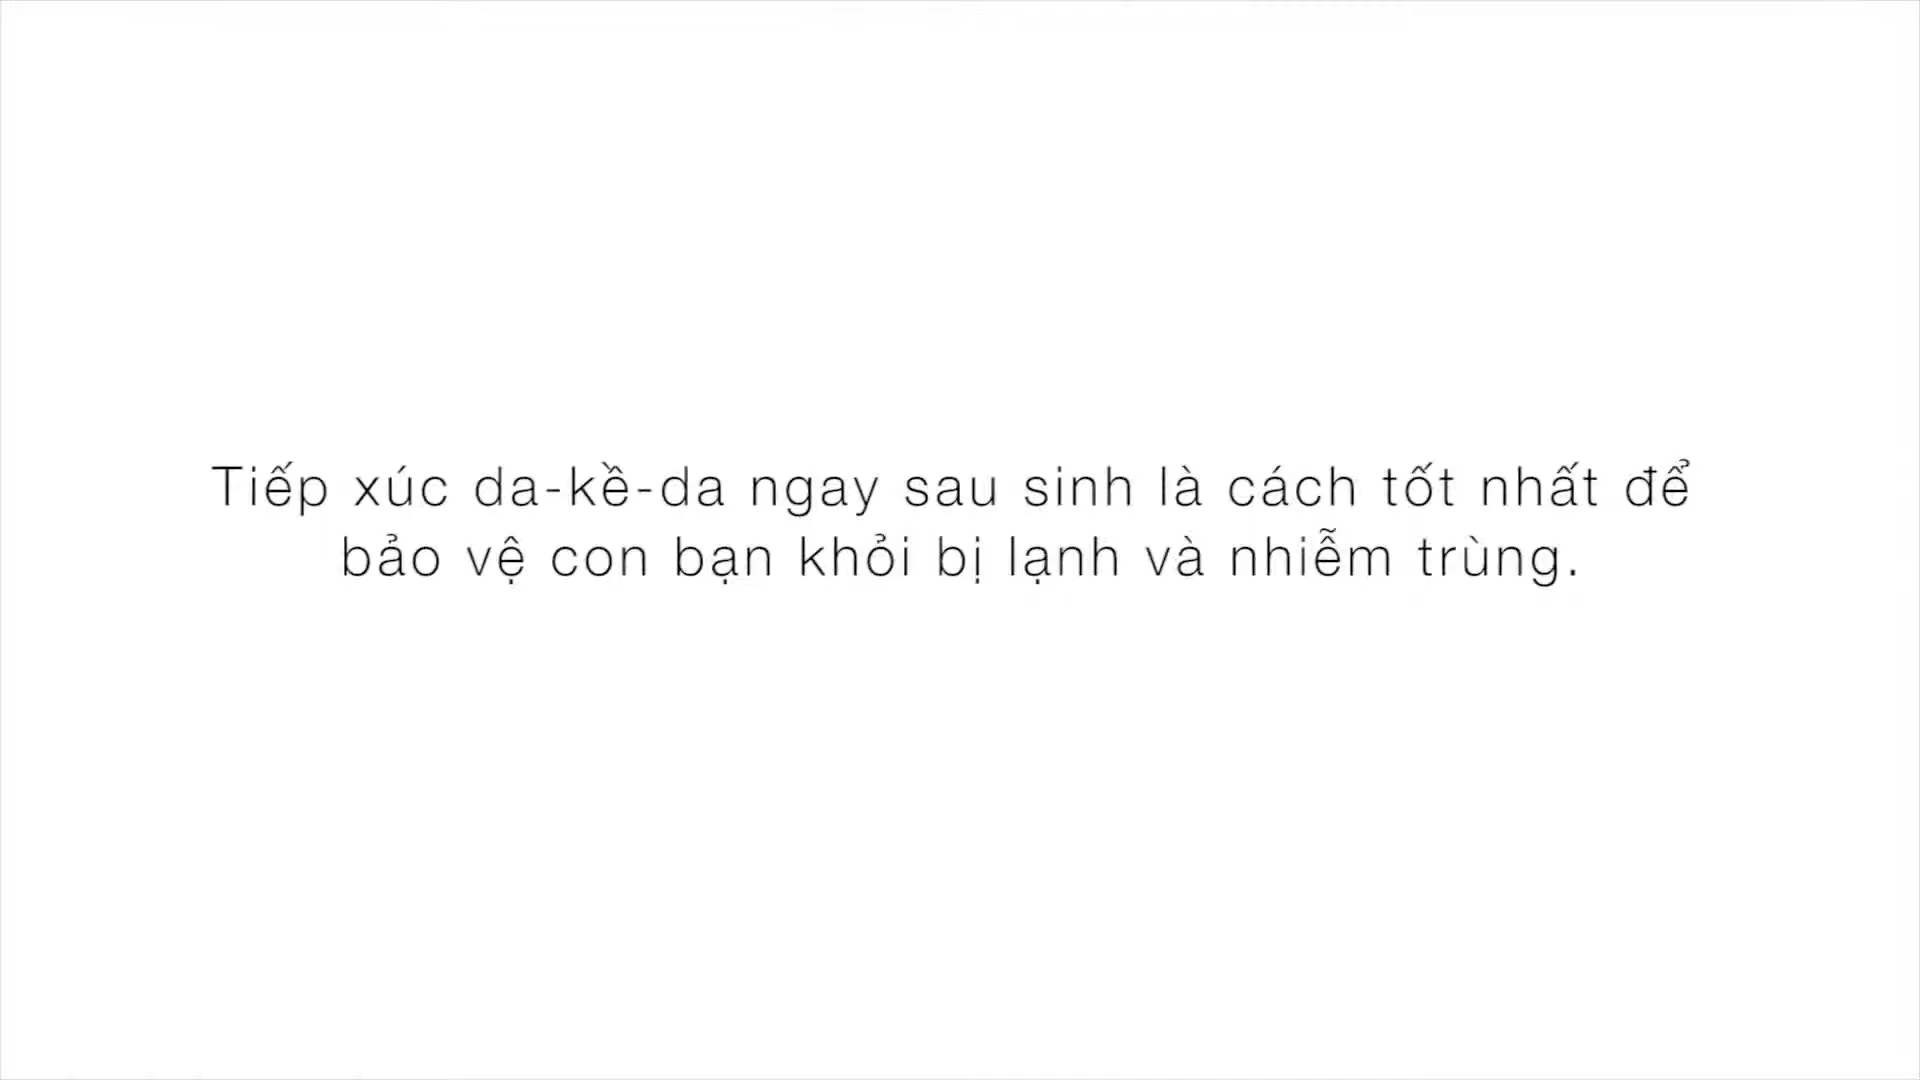 Tiếp xúc da-kề-da ngay sau sinh là cách tốt nhất để
bảo vệ con bạn khỏi bị lạnh và nhiễm trùng.